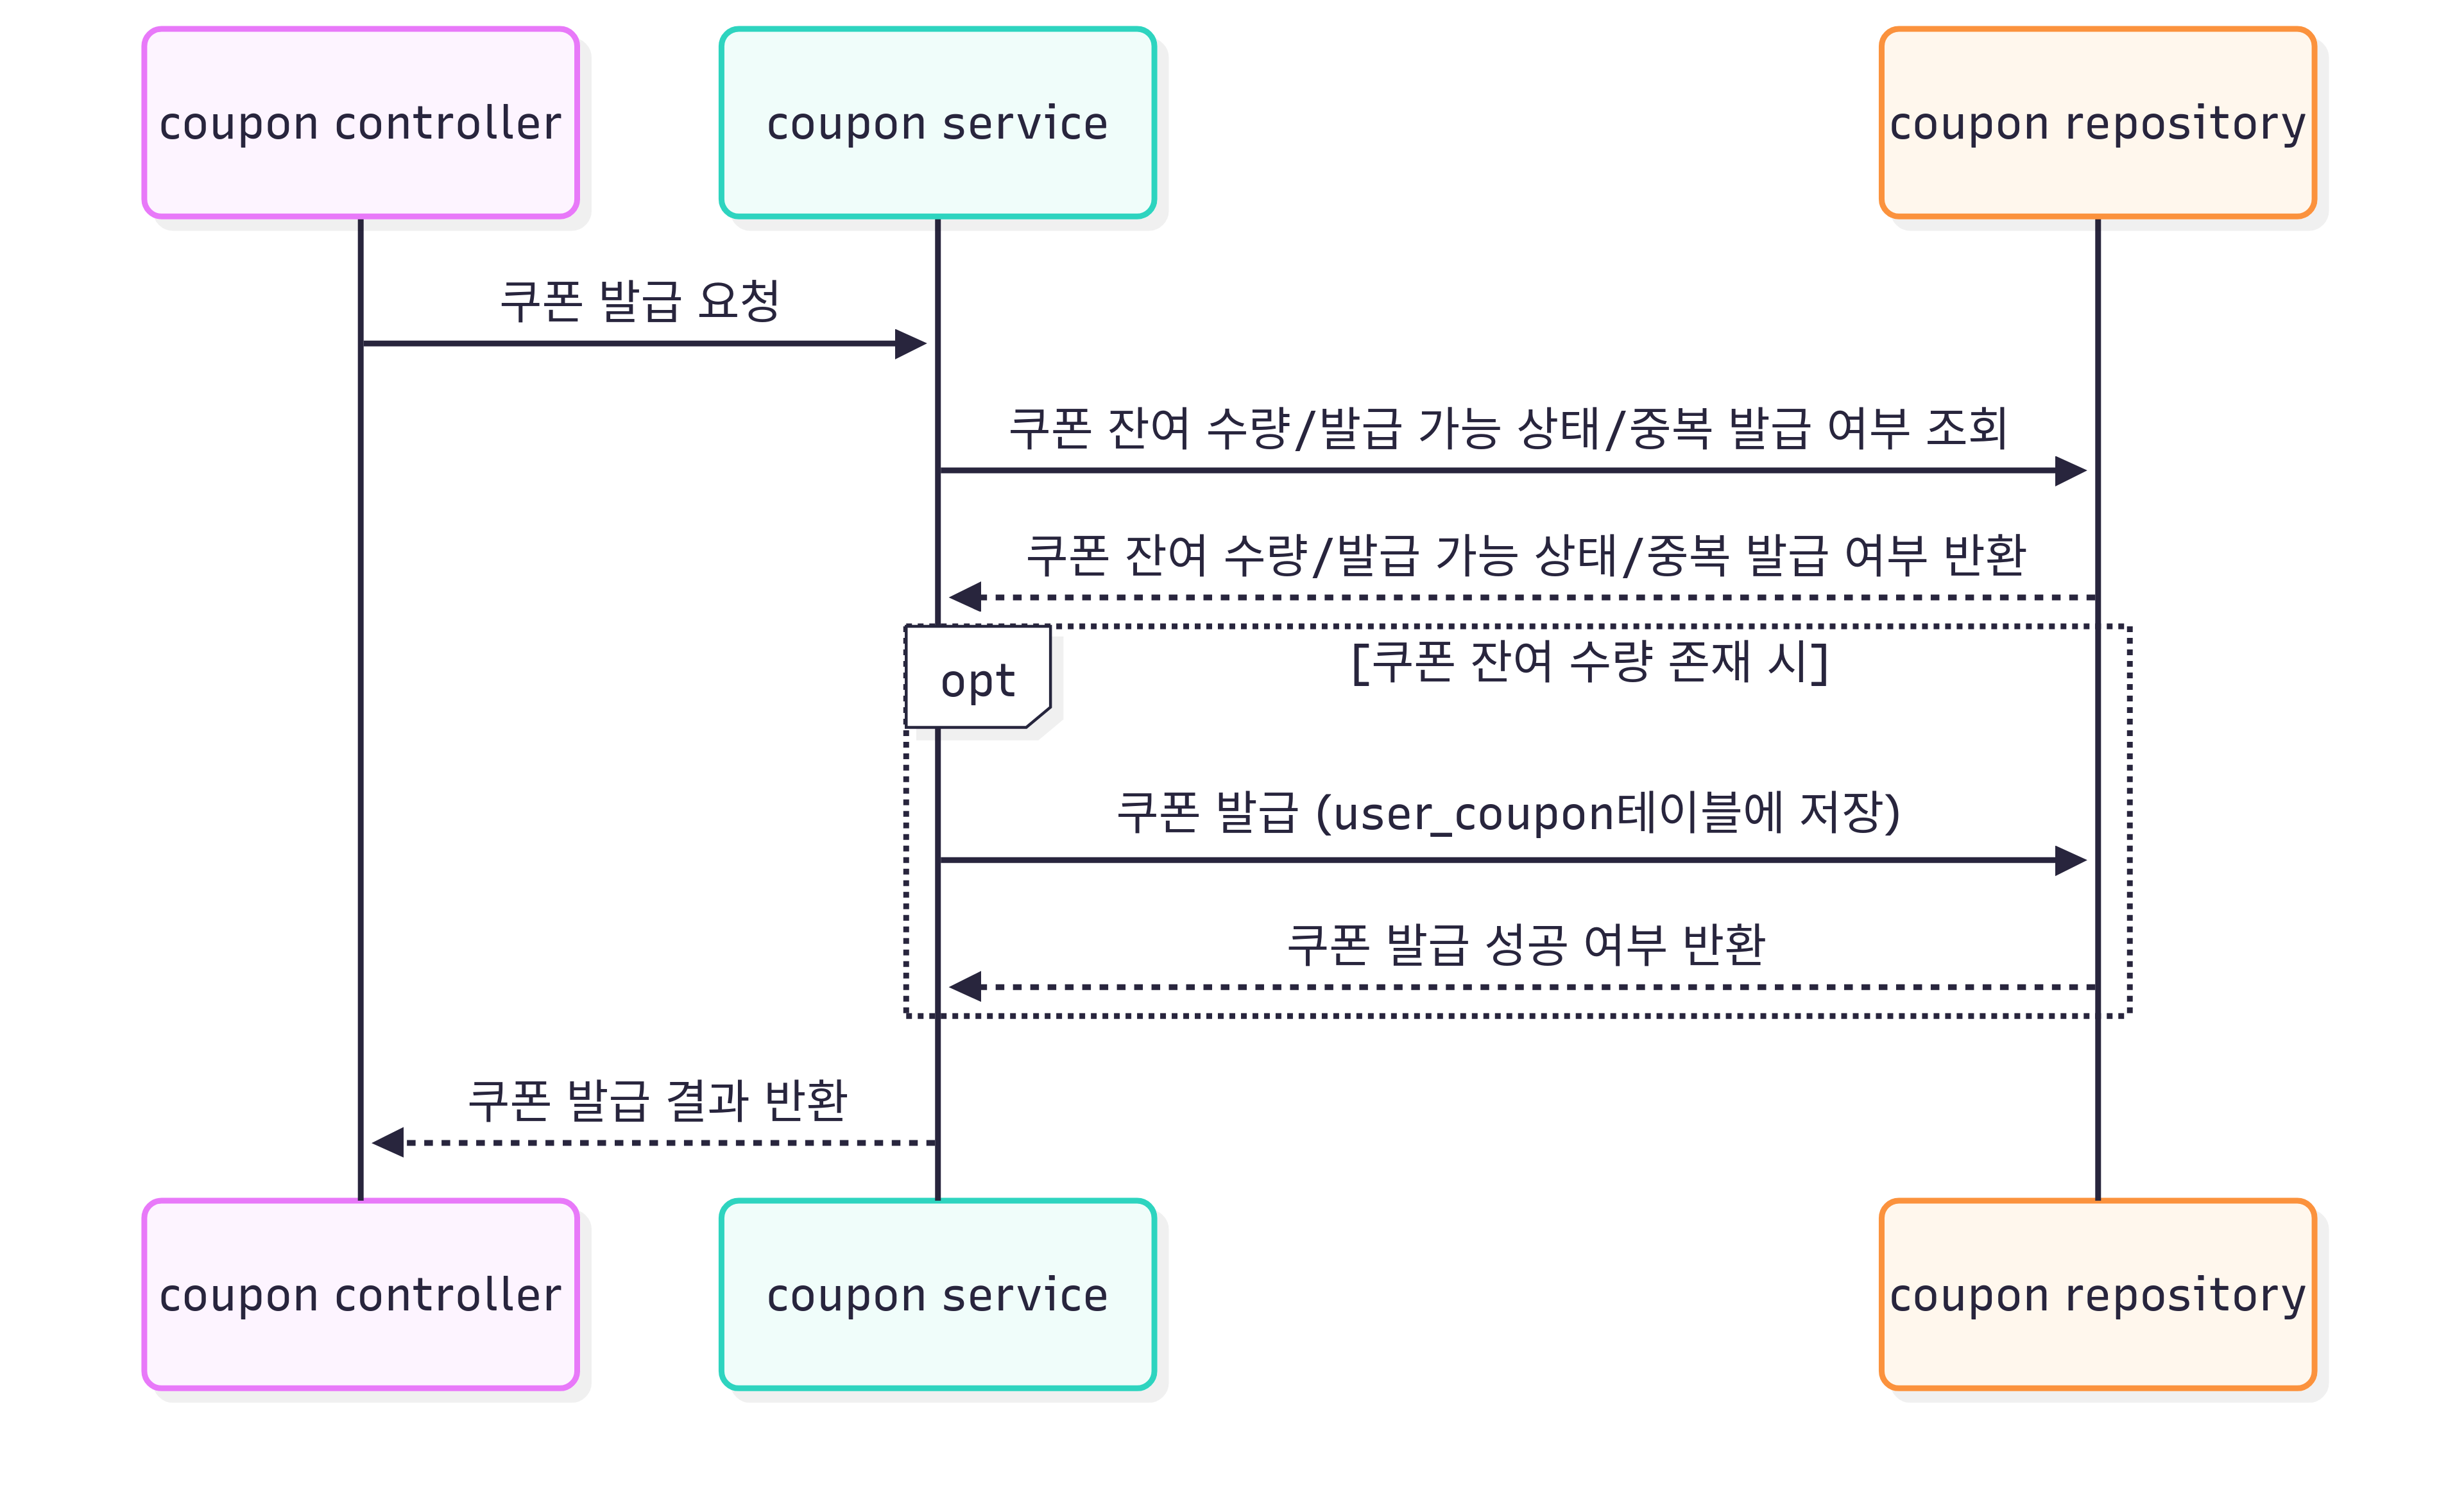 coupon controller
coupon service
coupon repository
쿠폰 발급 요청
쿠폰 잔여 수량/발급 가능 상태/중복 발급 여부 조회
쿠폰 잔여 수량/발급 가능 상태/중복 발급 여부 반환
opt
[쿠폰 잔여 수량 존재 시]
쿠폰 발급 (user_coupon데이블에 저장)
쿠폰 발급 성공 여부 반환
쿠폰 발급 결과 반환
coupon controller
coupon service
coupon repository